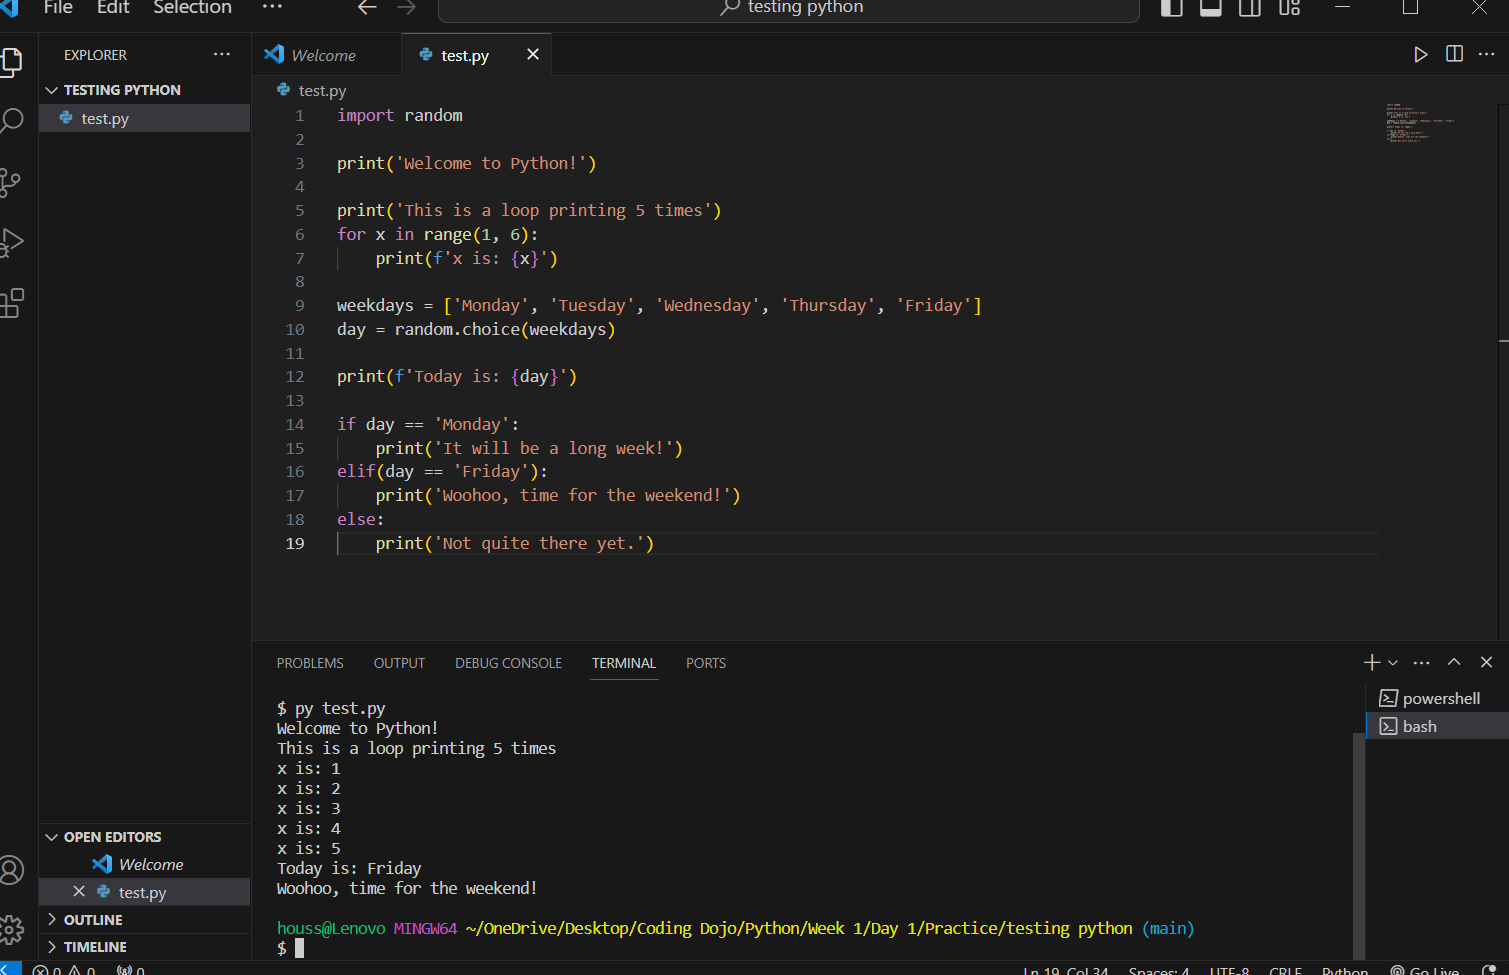 File Edit Selection ··· testing python
EXPLORER ···
TESTING PYTHON
test.py
Welcome
test.py
test.py
1 import random
2
3 print('Welcome to Python!')
4
5 print('This is a loop printing 5 times')
6 for x in range(1, 6):
7 print(f'x is: {x}')
8
9 weekdays = ['Monday', 'Tuesday', 'Wednesday', 'Thursday', 'Friday']
10 day = random.choice(weekdays)
11
12 print(f'Today is: {day}')
13
14 if day == 'Monday':
15 print('It will be a long week!')
16 elif(day == 'Friday'):
17 print('Woohoo, time for the weekend!')
18 else:
19 print('Not quite there yet.')
PROBLEMS OUTPUT DEBUG CONSOLE TERMINAL PORTS
$ py test.py
Welcome to Python!
This is a loop printing 5 times
x is: 1
x is: 2
x is: 3
x is: 4
x is: 5
Today is: Friday
Woohoo, time for the weekend!
houss@Lenovo MINGW64 ~/OneDrive/Desktop/Coding Dojo/Python/Week 1/Day 1/Practice/testing python (main)
$
powershell
bash
OPEN EDITORS
Welcome
test.py
OUTLINE
TIMELINE
0 0 0 Ln 19, Col 34 Spaces: 4 UTF-8 CRLF Python Go Live